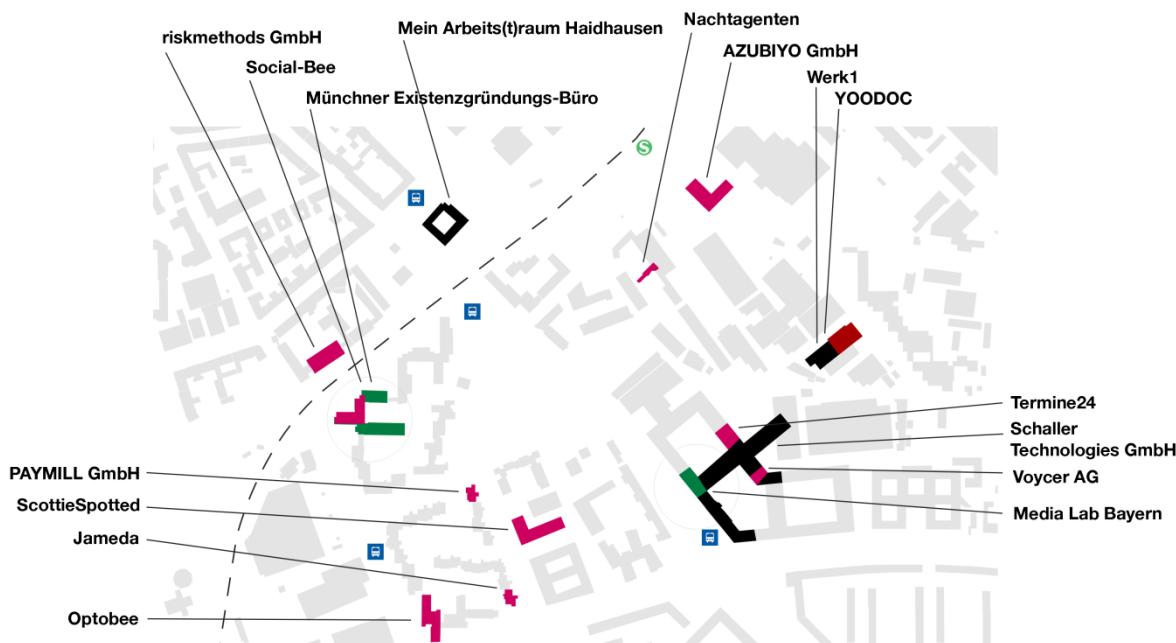 Nachtagenten
Mein Arbeits(t)raum Haidhausen
riskmethods GmbH
AZUBIYO GmbH
Social-Bee
Werk1
Münchner Existenzgründungs-Büro
YOODOC
S
Termine24
Schaller
Technologies GmbH
PAYMILL GmbH
Voycer AG
ScottieSpotted
Media Lab Bayern
Jameda
Optobee